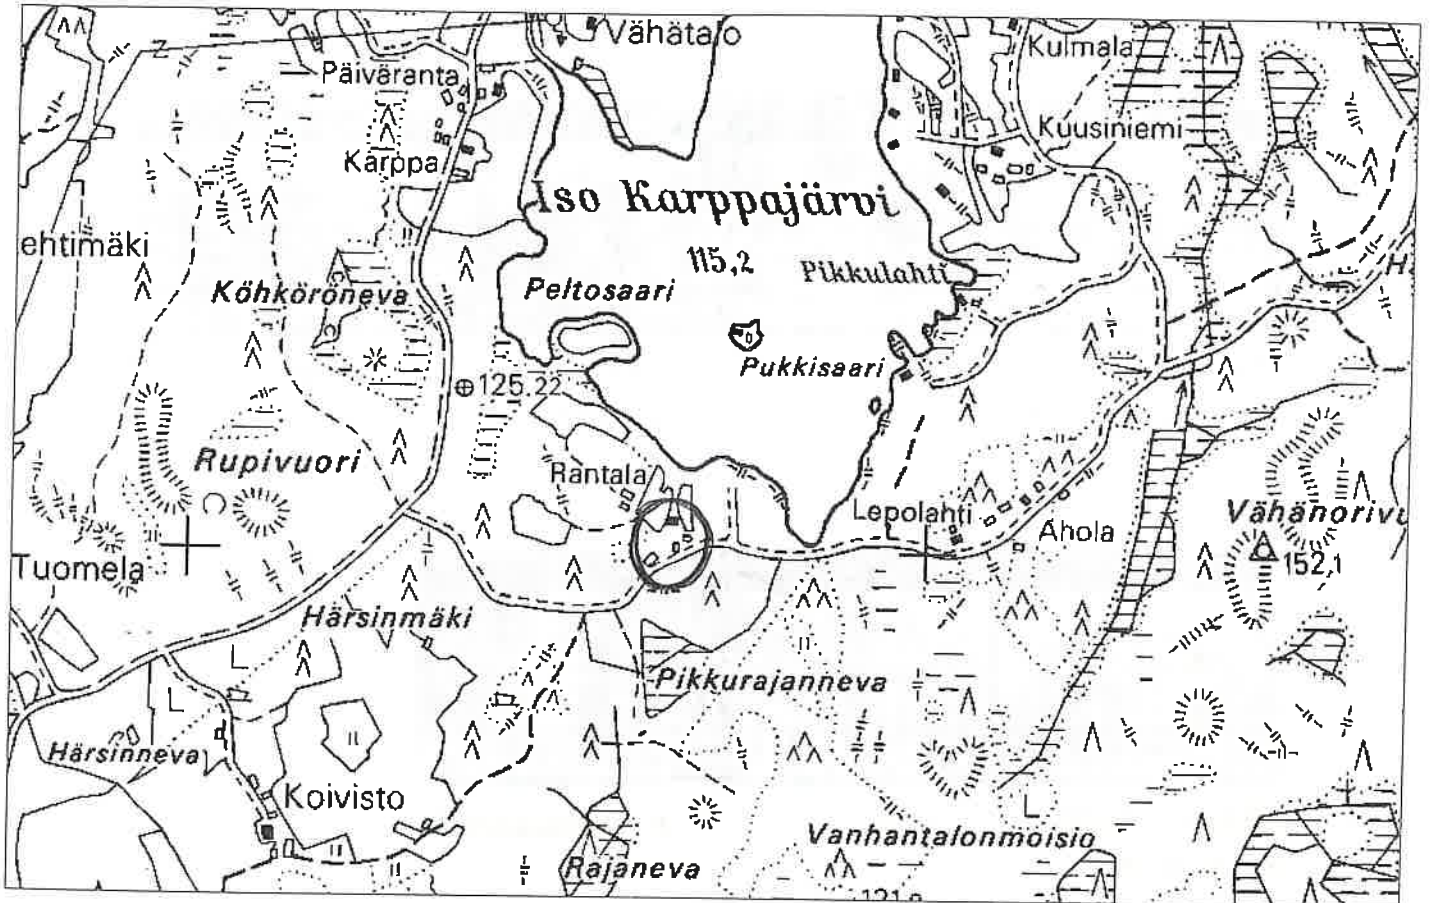 Vähätalo
Kulmala
Päiväranta
Kuusiniemi
Karppa
Iso Karppajärvi
ehtimäki
115,2
Pikkulahti
Köhköröneva
Peltosaari
Pukkisaari
125.22
Rupivuori
Rantala
Lepolahti
Ahola
Vähänorivu
152,1
Tuomela
Härsinmäki
Pikkurajanneva
Härsinneva
Koivisto
Vanhantalonmoisio
Rajaneva